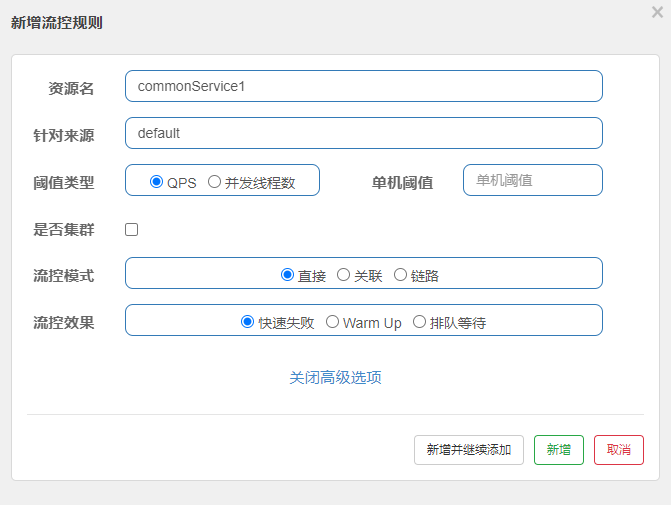 新增流控规则
资源名 commonService1
针对来源 default
阈值类型 QPS 并发线程数 单机阈值 单机阈值
是否集群
流控模式 直接 关联 链路
流控效果 快速失败 Warm Up 排队等待
关闭高级选项
新增并继续添加 新增 取消